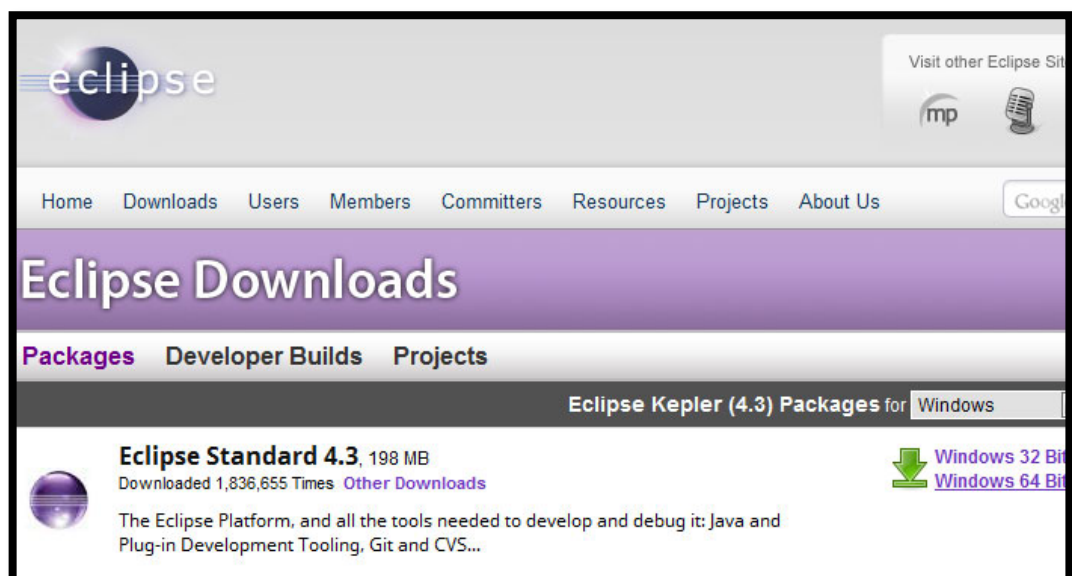 eclipse
Visit other Eclipse Sit
mp
Home Downloads Users Members Committers Resources Projects About Us
Googl
Eclipse Downloads
Packages Developer Builds Projects
Eclipse Kepler (4.3) Packages for Windows
Eclipse Standard 4.3, 198 MB
Downloaded 1,836,655 Times Other Downloads
The Eclipse Platform, and all the tools needed to develop and debug it: Java and
Plug-in Development Tooling, Git and CVS...
Windows 32 Bit
Windows 64 Bit